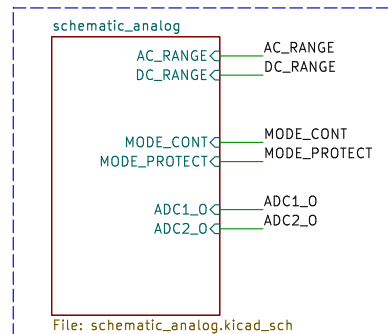 schematic_analog
AC_RANGE AC_RANGE
DC_RANGE DC_RANGE
MODE_CONT MODE_CONT
MODE_PROTECT MODE_PROTECT
ADC1_O ADC1_O
ADC2_O ADC2_O
File: schematic_analog.kicad_sch